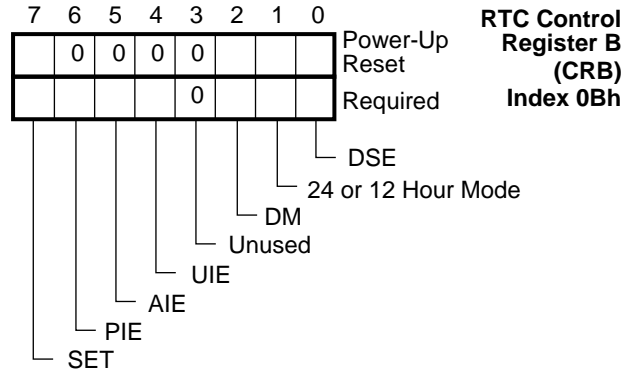 7 6 5 4 3 2 1 0
RTC Control
Register B
(CRB)
Index 0Bh
0 0 0 0
Power-Up
Reset
0
Required
DSE
24 or 12 Hour Mode
DM
Unused
UIE
AIE
PIE
SET